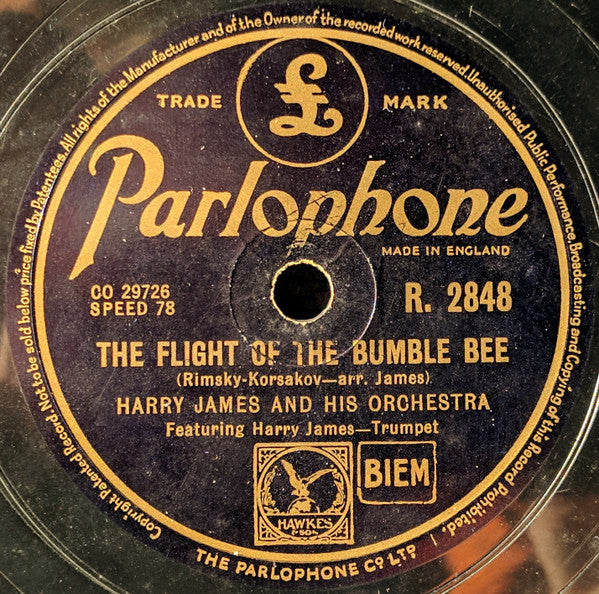 All rights of the Manufacturer and of the Owner of the recorded work reserved. Unauthorised Public Performance, Broadcasting and Copying of this Record Prohibited.
Copyright Patented Record Not to be sold below price fixed by Patentees.
£
TRADE MARK
Parlophone
MADE IN ENGLAND
CO 29726
SPEED 78
R. 2848
THE FLIGHT OF THE BUMBLE BEE
(Rimsky-Korsakov—arr. James)
HARRY JAMES AND HIS ORCHESTRA
Featuring Harry James—Trumpet
HAWKES
& SON
BIEM
THE PARLOPHONE CO LTD